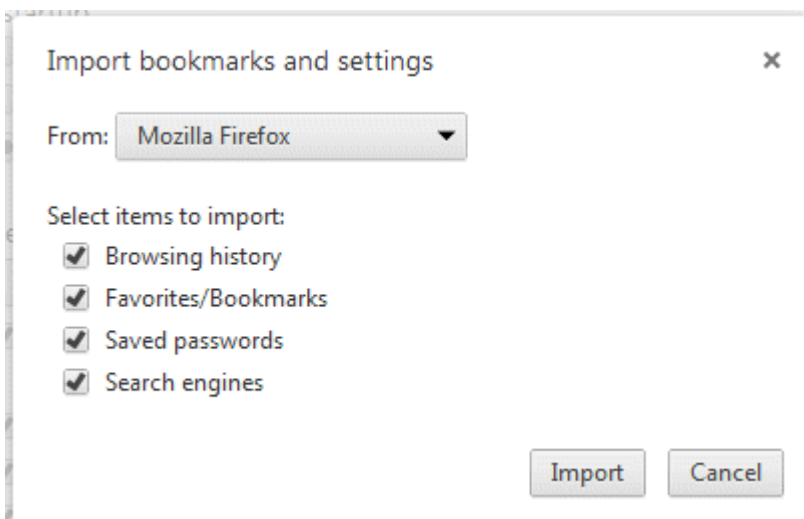 startup
Import bookmarks and settings ×
From: Mozilla Firefox
Select items to import:
Browsing history
Favorites/Bookmarks
Saved passwords
Search engines
Import Cancel